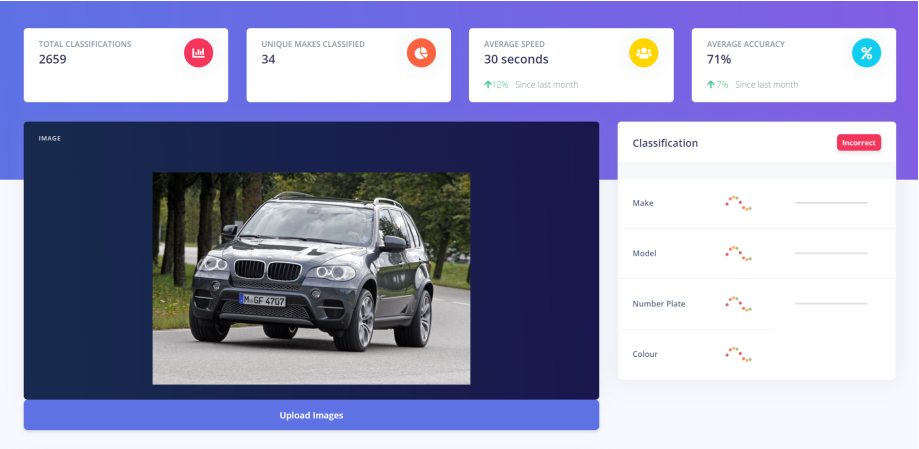 TOTAL CLASSIFICATIONS
2659
UNIQUE MAKES CLASSIFIED
34
AVERAGE SPEED
30 seconds
12% Since last month
AVERAGE ACCURACY
71%
7% Since last month
IMAGE
M GF 4707
Upload Images
Classification
Incorrect
Make
Model
Number Plate
Colour